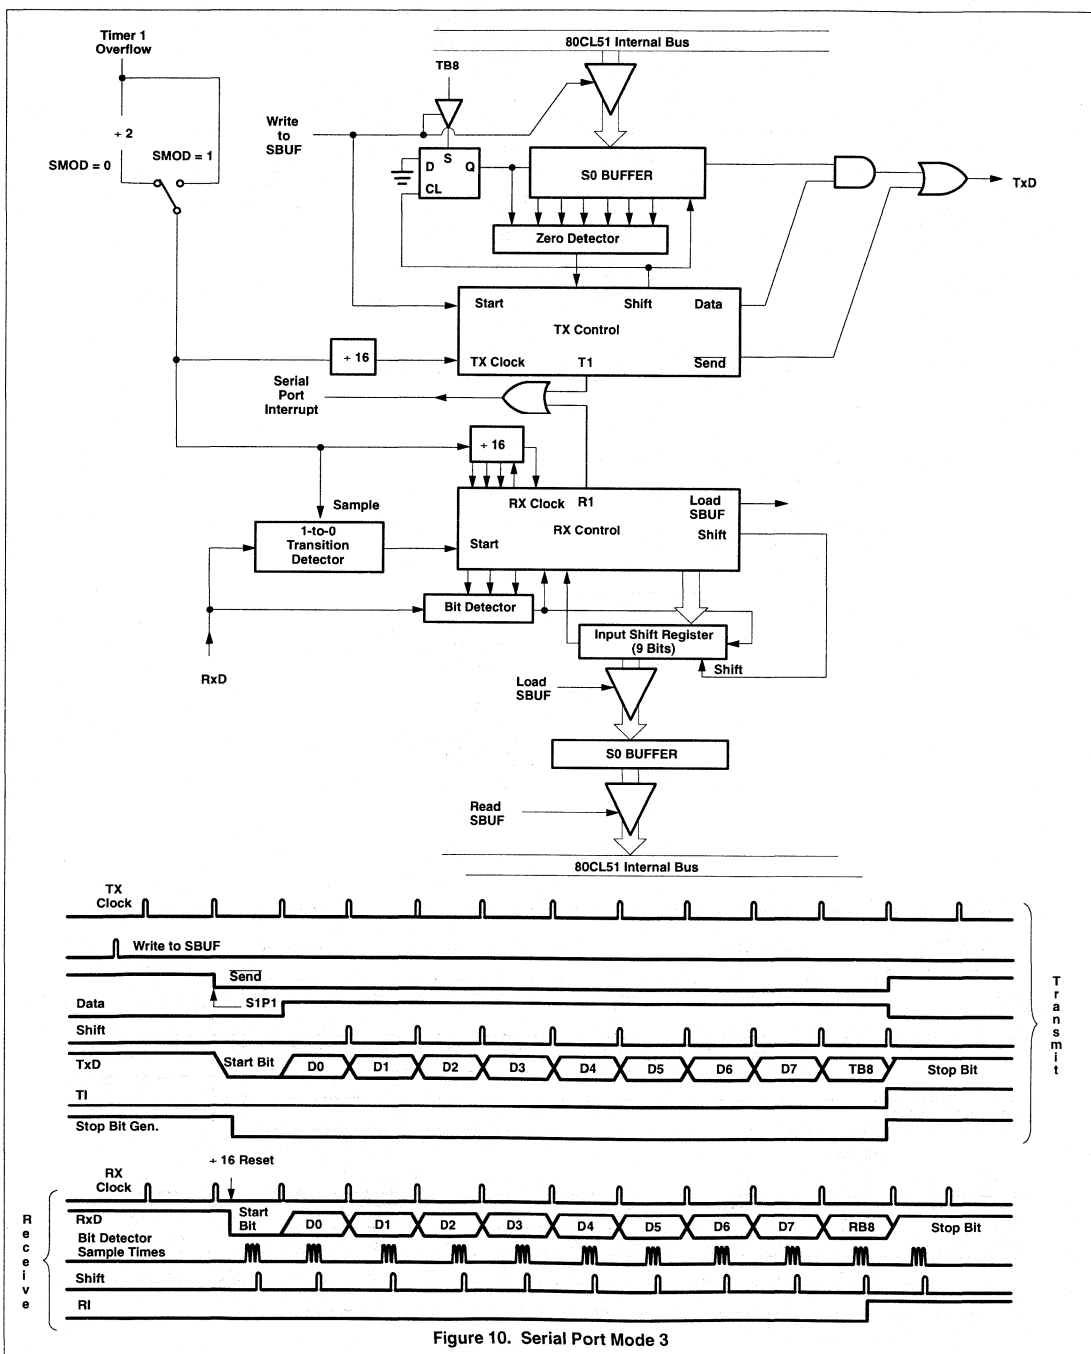 Timer 1
Overflow
80CL51 Internal Bus
TB8
Write
to
SBUF
÷ 2
SMOD = 0
SMOD = 1
D
S
Q
CL
S0 BUFFER
TxD
Zero Detector
Start
Shift
Data
TX Control
TX Clock
T1
Send
÷ 16
Serial
Port
Interrupt
÷ 16
RX Clock
R1
Load
SBUF
RX Control
Start
Shift
Sample
1-to-0
Transition
Detector
Bit Detector
Input Shift Register
(9 Bits)
Shift
RxD
Load
SBUF
S0 BUFFER
Read
SBUF
80CL51 Internal Bus
TX
Clock
Write to SBUF
Send
Data
S1P1
Shift
TxD
Start Bit
D0
D1
D2
D3
D4
D5
D6
D7
TB8
Stop Bit
TI
Stop Bit Gen.
Transmit
÷ 16 Reset
RX
Clock
RxD
Start
Bit
D0
D1
D2
D3
D4
D5
D6
D7
RB8
Stop Bit
Bit Detector
Sample Times
Shift
RI
Receive
Figure 10. Serial Port Mode 3